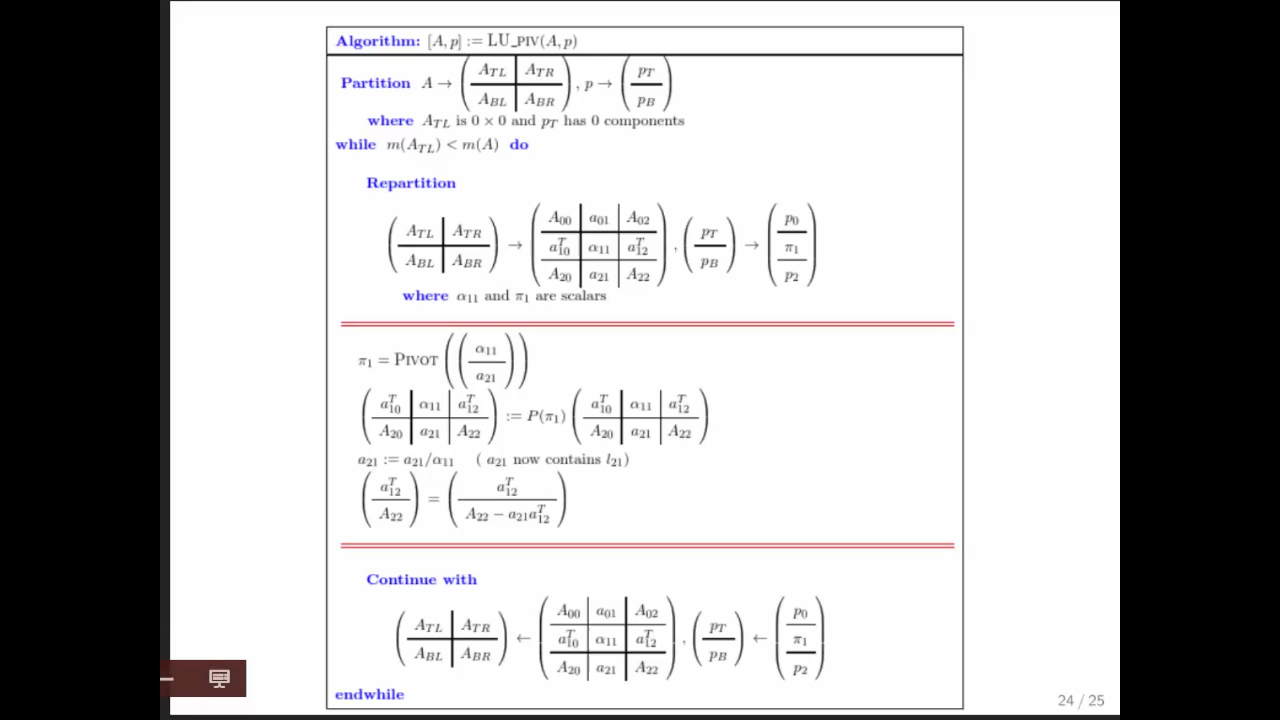 Algorithm: [A, p] := LU_PIV(A, p)
Partition A → ( A_TL | A_TR / A_BL | A_BR ) , p → ( p_T / p_B )
where A_TL is 0 × 0 and p_T has 0 components
while m(A_TL) < m(A) do
Repartition
( A_TL | A_TR / A_BL | A_BR ) → ( A_00 | a_01 | A_02 / a_10^T | α_11 | a_12^T / A_20 | a_21 | A_22 ) , ( p_T / p_B ) → ( p_0 / π_1 / p_2 )
where α_11 and π_1 are scalars
π_1 = PIVOT ( ( α_11 / a_21 ) )
( a_10^T | α_11 | a_12^T / A_20 | a_21 | A_22 ) := P(π_1) ( a_10^T | α_11 | a_12^T / A_20 | a_21 | A_22 )
a_21 := a_21/α_11 ( a_21 now contains l_21)
( a_12^T / A_22 ) = ( a_12^T / A_22 − a_21 a_12^T )
Continue with
( A_TL | A_TR / A_BL | A_BR ) ← ( A_00 | a_01 | A_02 / a_10^T | α_11 | a_12^T / A_20 | a_21 | A_22 ) , ( p_T / p_B ) ← ( p_0 / π_1 / p_2 )
endwhile
24 / 25